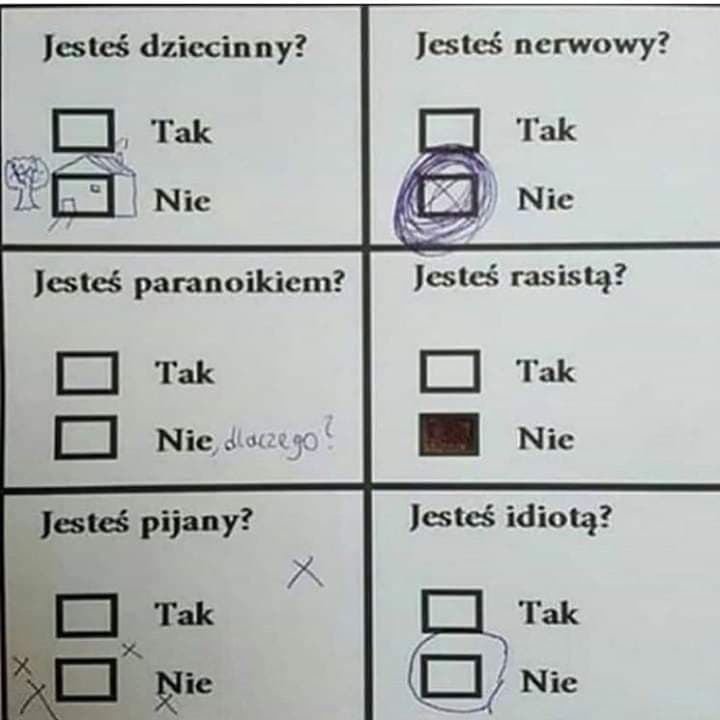 Jesteś dziecinny?
Tak
Nie
Jesteś nerwowy?
Tak
Nie
Jesteś paranoikiem?
Tak
Nie, dlaczego?
Jesteś rasistą?
Tak
Nie
Jesteś pijany?
Tak
Nie
Jesteś idiotą?
Tak
Nie